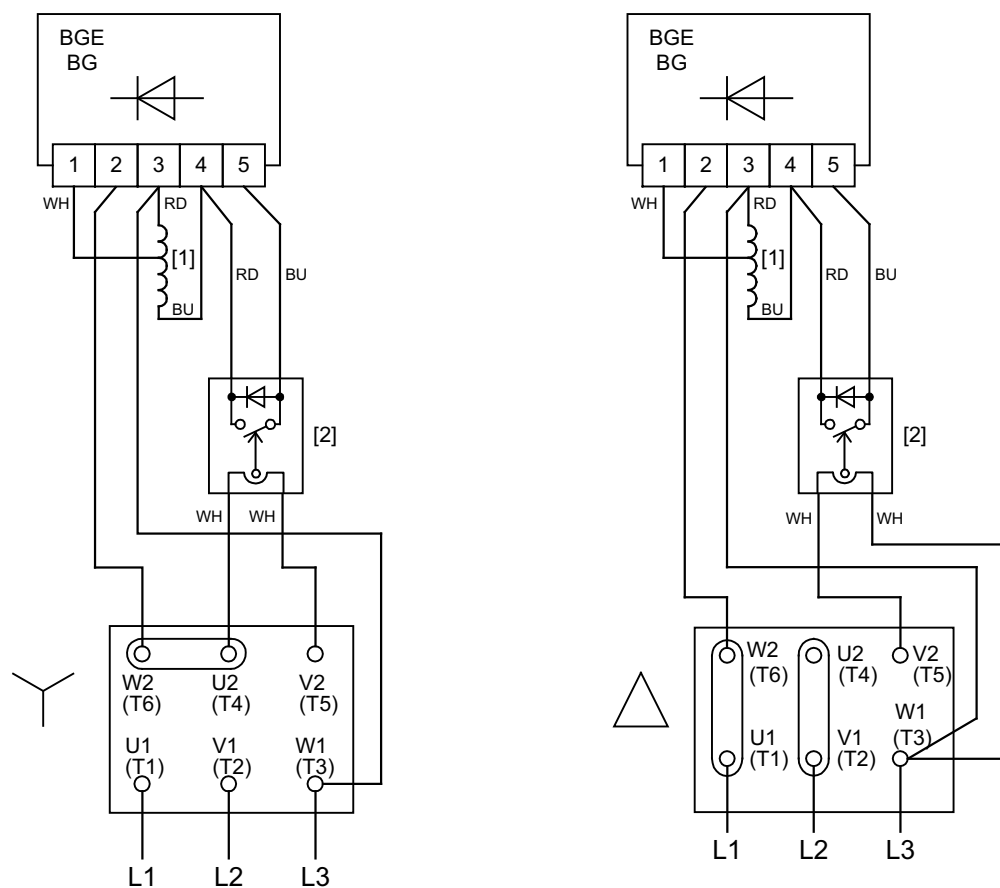 BGE
BG
1 2 3 4 5
WH
RD
[1]
BU
RD
BU
[2]
WH
WH
W2
(T6)
U2
(T4)
V2
(T5)
U1
(T1)
V1
(T2)
W1
(T3)
L1
L2
L3
BGE
BG
1 2 3 4 5
WH
RD
[1]
BU
RD
BU
[2]
WH
WH
W2
(T6)
U2
(T4)
V2
(T5)
U1
(T1)
V1
(T2)
W1
(T3)
L1
L2
L3